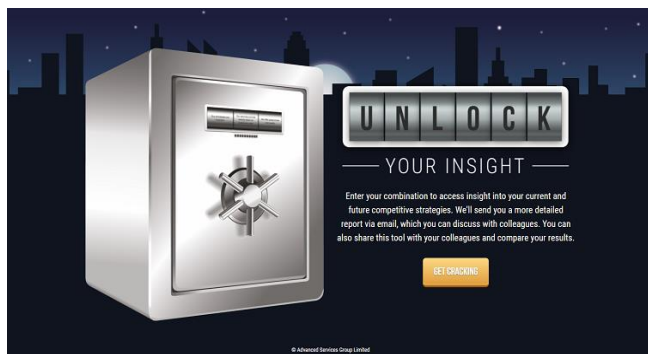 UNLOCK
YOUR INSIGHT
Enter your combination to access insight into your current and
future competitive strategies. We'll send you a more detailed
report via email, which you can discuss with colleagues. You can
also share this tool with your colleagues and compare your results.
GET CRACKING
© Advanced Services Group Limited